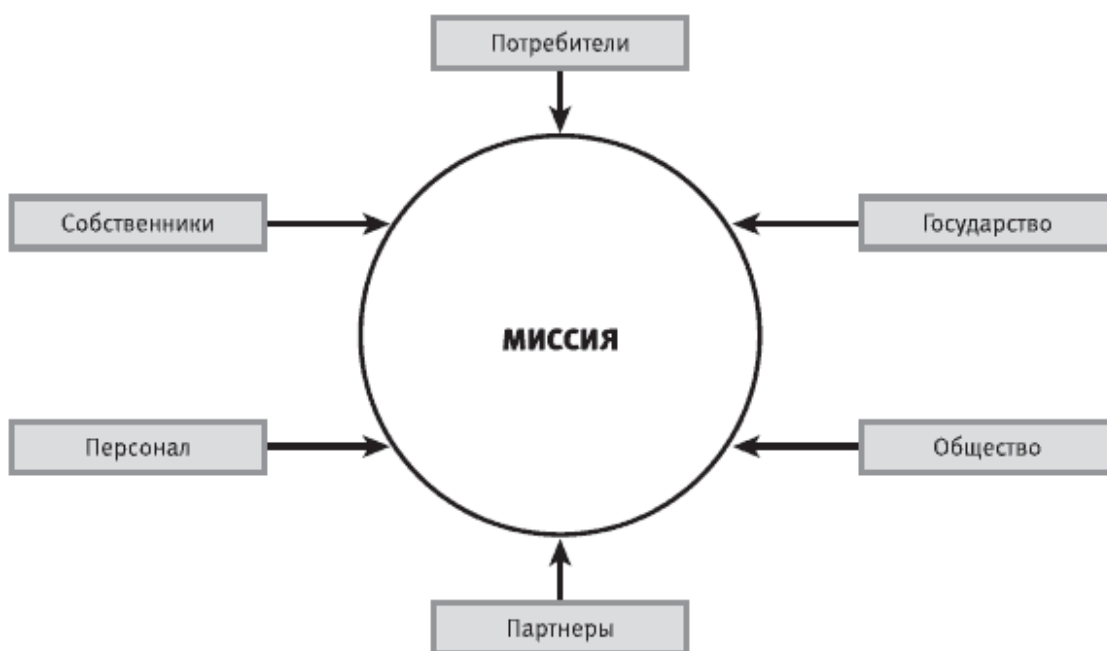 Потребители
Собственники
Государство
МИССИЯ
Персонал
Общество
Партнеры